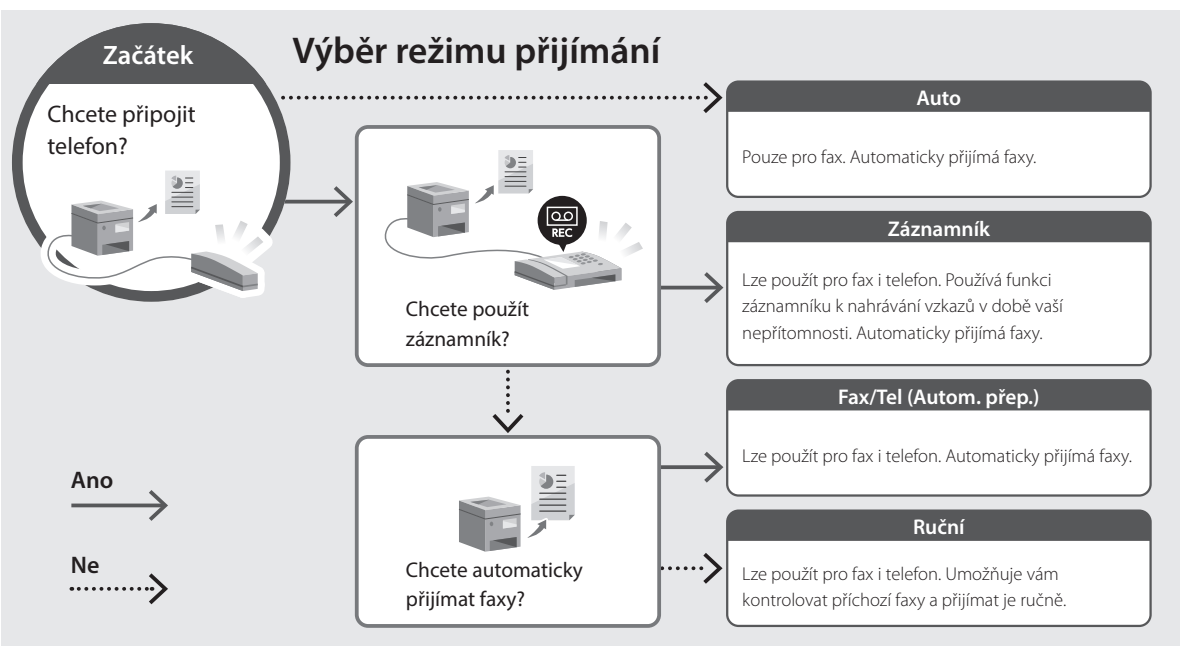 Výběr režimu přijímání
Začátek
Chcete připojit
telefon?
Auto
Pouze pro fax. Automaticky přijímá faxy.
REC
Chcete použít
záznamník?
Záznamník
Lze použít pro fax i telefon. Používá funkci
záznamníku k nahrávání vzkazů v době vaší
nepřítomnosti. Automaticky přijímá faxy.
Fax/Tel (Autom. přep.)
Lze použít pro fax i telefon. Automaticky přijímá faxy.
Chcete automaticky
přijímat faxy?
Ruční
Lze použít pro fax i telefon. Umožňuje vám
kontrolovat příchozí faxy a přijímat je ručně.
Ano
Ne